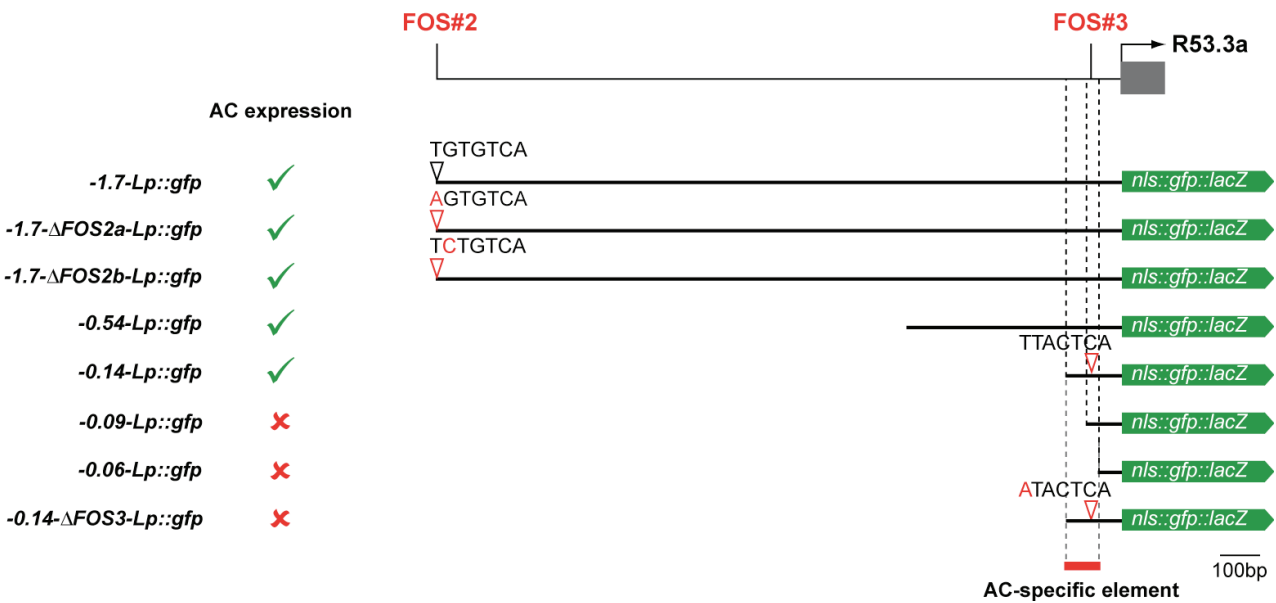 FOS#2 FOS#3
R53.3a
AC expression
TGTGTCA
-1.7-Lp::gfp nls::gfp::lacZ
AGTGTCA
-1.7-ΔFOS2a-Lp::gfp nls::gfp::lacZ
TCTGTCA
-1.7-ΔFOS2b-Lp::gfp nls::gfp::lacZ
-0.54-Lp::gfp nls::gfp::lacZ
TTACTCA
-0.14-Lp::gfp nls::gfp::lacZ
-0.09-Lp::gfp nls::gfp::lacZ
-0.06-Lp::gfp nls::gfp::lacZ
ATACTCA
-0.14-ΔFOS3-Lp::gfp nls::gfp::lacZ
100bp
AC-specific element